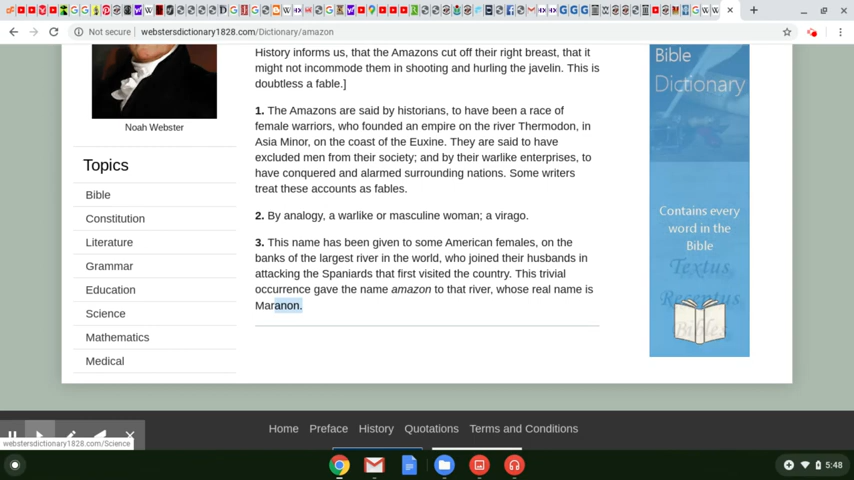 Not secure | webstersdictionary1828.com/Dictionary/amazon
History informs us, that the Amazons cut off their right breast, that it
might not incommode them in shooting and hurling the javelin. This is
doubtless a fable.]
1. The Amazons are said by historians, to have been a race of
female warriors, who founded an empire on the river Thermodon, in
Asia Minor, on the coast of the Euxine. They are said to have
excluded men from their society; and by their warlike enterprises, to
have conquered and alarmed surrounding nations. Some writers
treat these accounts as fables.
2. By analogy, a warlike or masculine woman; a virago.
3. This name has been given to some American females, on the
banks of the largest river in the world, who joined their husbands in
attacking the Spaniards that first visited the country. This trivial
occurrence gave the name amazon to that river, whose real name is
Maranon.
Noah Webster
Topics
Bible
Constitution
Literature
Grammar
Education
Science
Mathematics
Medical
Bible
Dictionary
Contains every
word in the
Bible
Textus
Receptus
Bibles
Home Preface History Quotations Terms and Conditions
webstersdictionary1828.com/Science
5:48